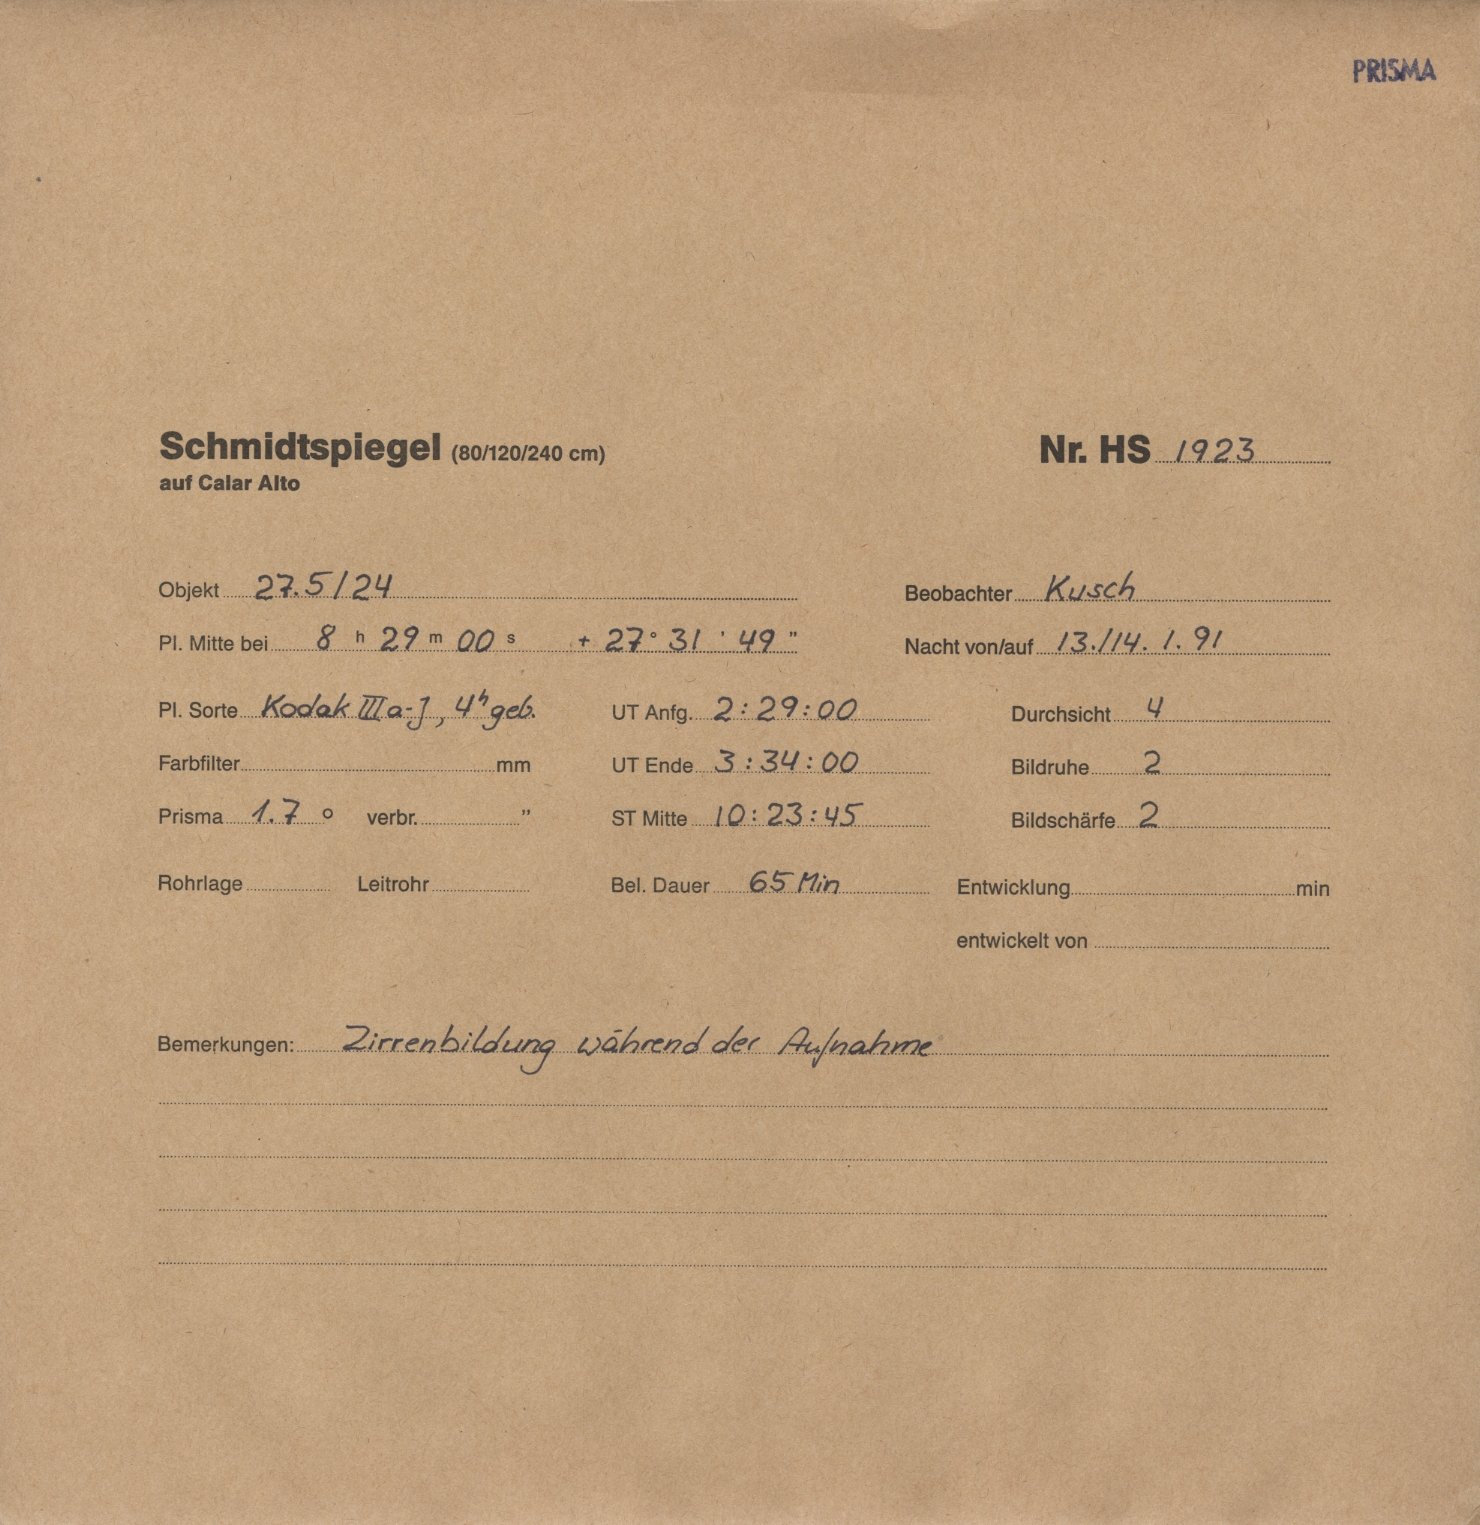 PRISMA
Schmidtspiegel (80/120/240 cm) Nr. HS 1923
auf Calar Alto
Objekt 27.5/24 Beobachter Kusch
Pl. Mitte bei 8 h 29 m 00 s + 27° 31 ' 49 " Nacht von/auf 13./14. 1. 91
Pl. Sorte Kodak III a-J, 4h geb. UT Anfg. 2:29:00 Durchsicht 4
Farbfilter mm UT Ende 3:34:00 Bildruhe 2
Prisma 1.7 ° verbr. " ST Mitte 10:23:45 Bildschärfe 2
Rohrlage Leitrohr Bel. Dauer 65 Min Entwicklung min
entwickelt von
Bemerkungen: Zirrenbildung während der Aufnahme